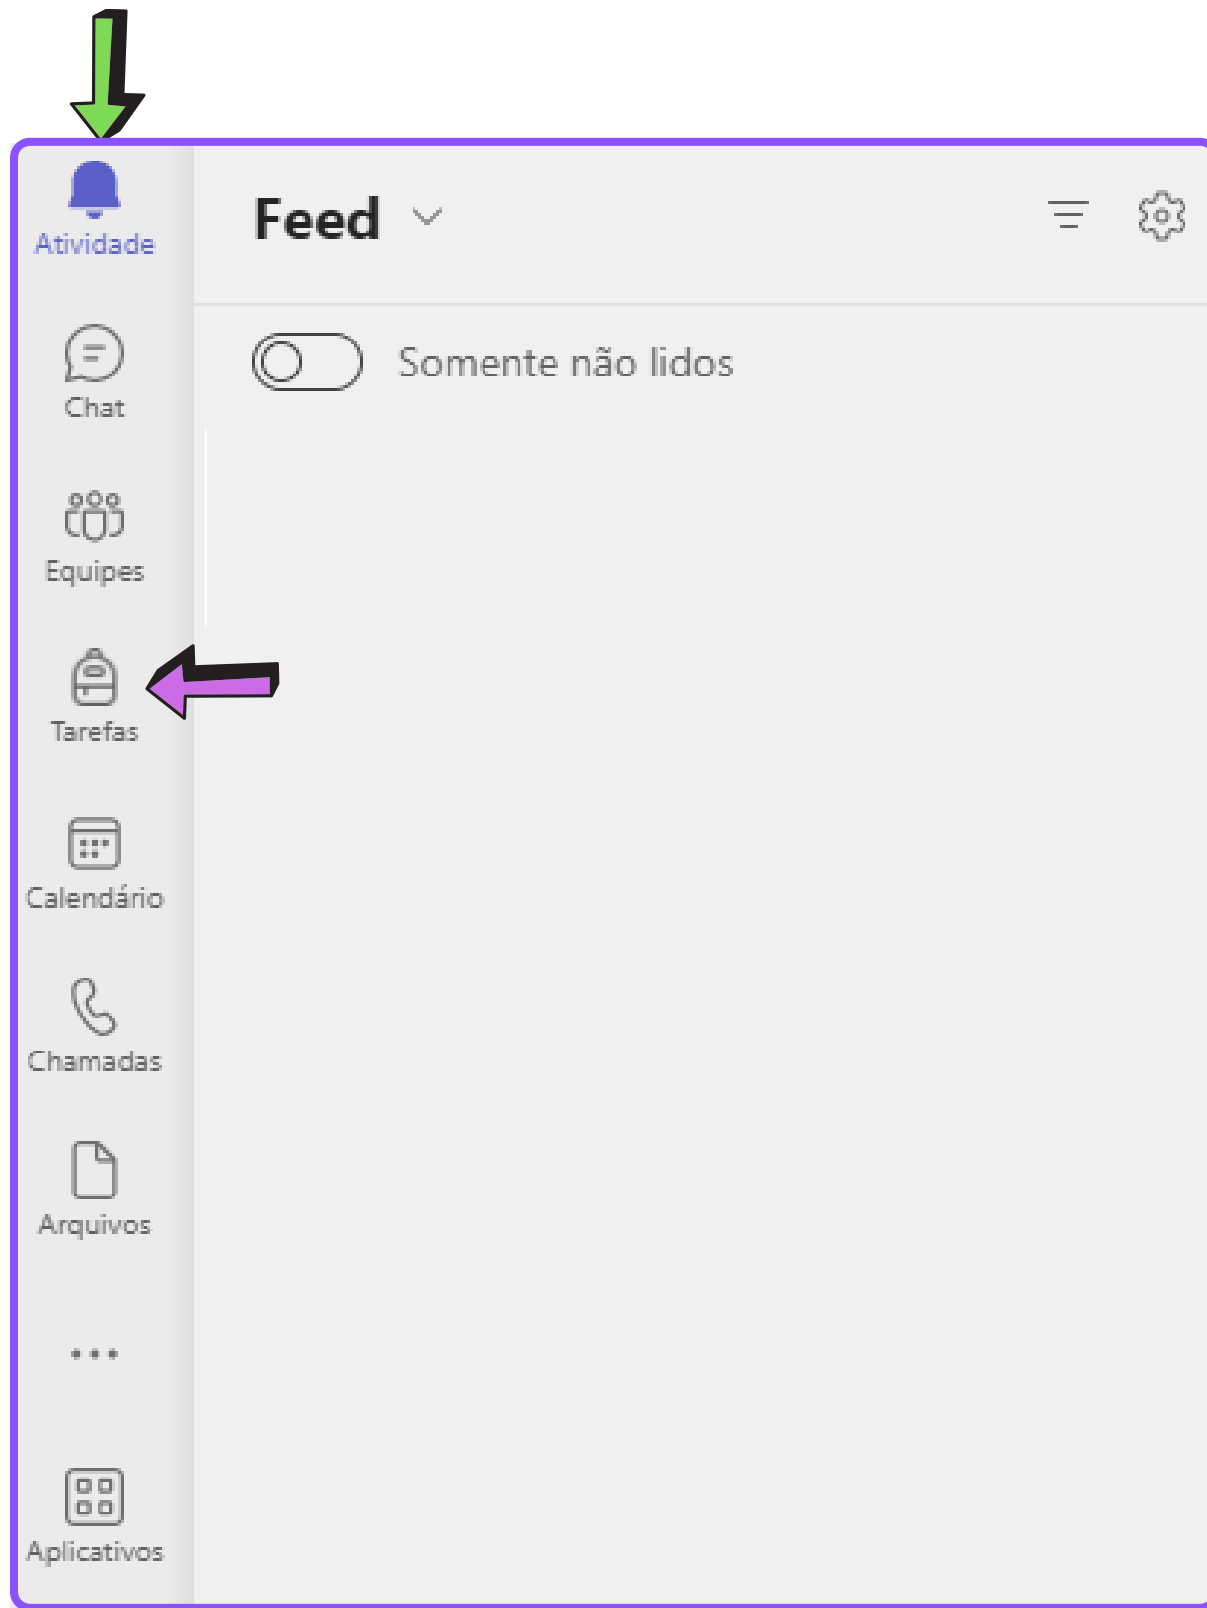 Atividade
Feed
Somente não lidos
Chat
Equipes
Tarefas
Calendário
Chamadas
Arquivos
Aplicativos